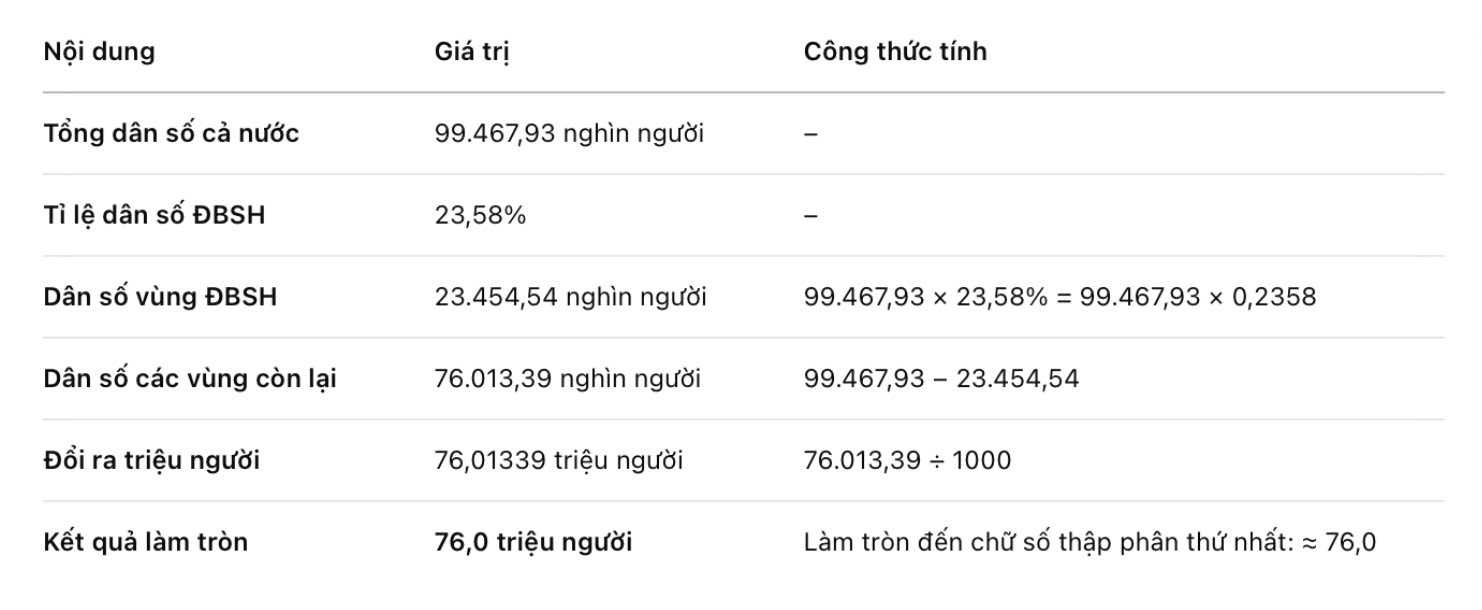 Nội dung Giá trị Công thức tính
Tổng dân số cả nước 99.467,93 nghìn người –
Tỉ lệ dân số ĐBSH 23,58% –
Dân số vùng ĐBSH 23.454,54 nghìn người 99.467,93 × 23,58% = 99.467,93 × 0,2358
Dân số các vùng còn lại 76.013,39 nghìn người 99.467,93 – 23.454,54
Đổi ra triệu người 76,01339 triệu người 76.013,39 ÷ 1000
Kết quả làm tròn 76,0 triệu người Làm tròn đến chữ số thập phân thứ nhất: ≈ 76,0